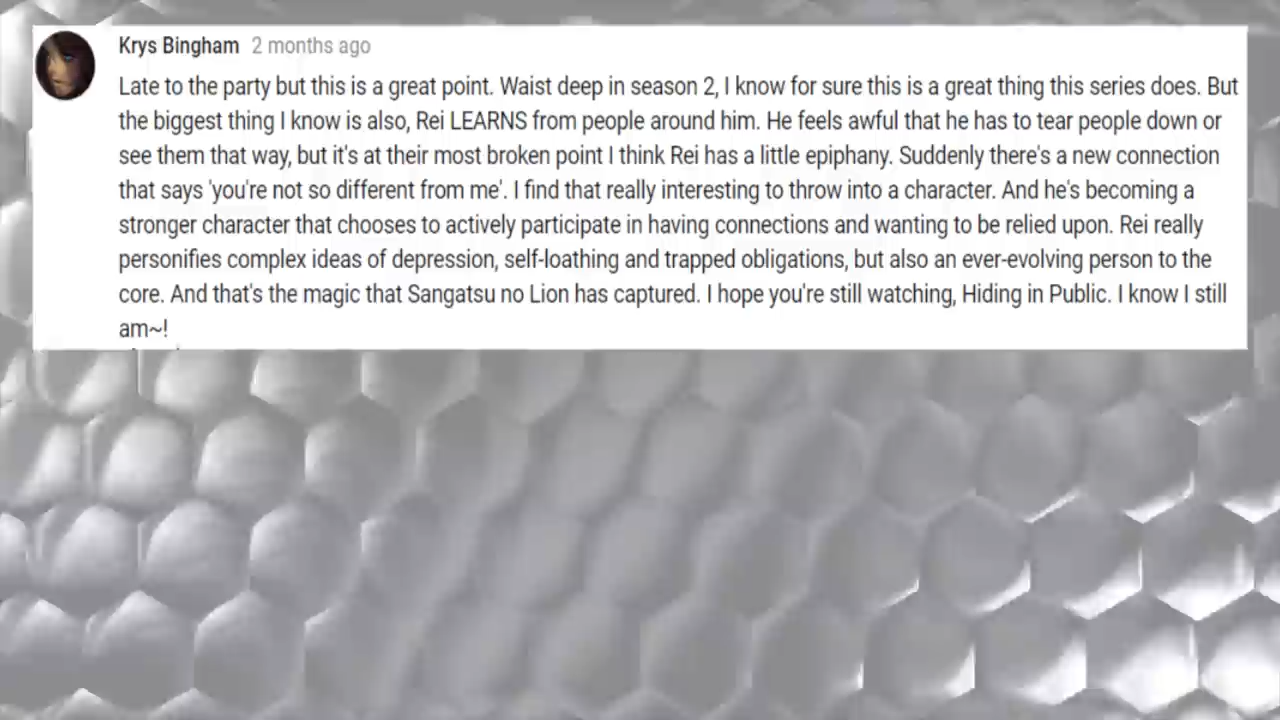 Krys Bingham 2 months ago
Late to the party but this is a great point. Waist deep in season 2, I know for sure this is a great thing this series does. But
the biggest thing I know is also, Rei LEARNS from people around him. He feels awful that he has to tear people down or
see them that way, but it's at their most broken point I think Rei has a little epiphany. Suddenly there's a new connection
that says 'you're not so different from me'. I find that really interesting to throw into a character. And he's becoming a
stronger character that chooses to actively participate in having connections and wanting to be relied upon. Rei really
personifies complex ideas of depression, self-loathing and trapped obligations, but also an ever-evolving person to the
core. And that's the magic that Sangatsu no Lion has captured. I hope you're still watching, Hiding in Public. I know I still
am~!